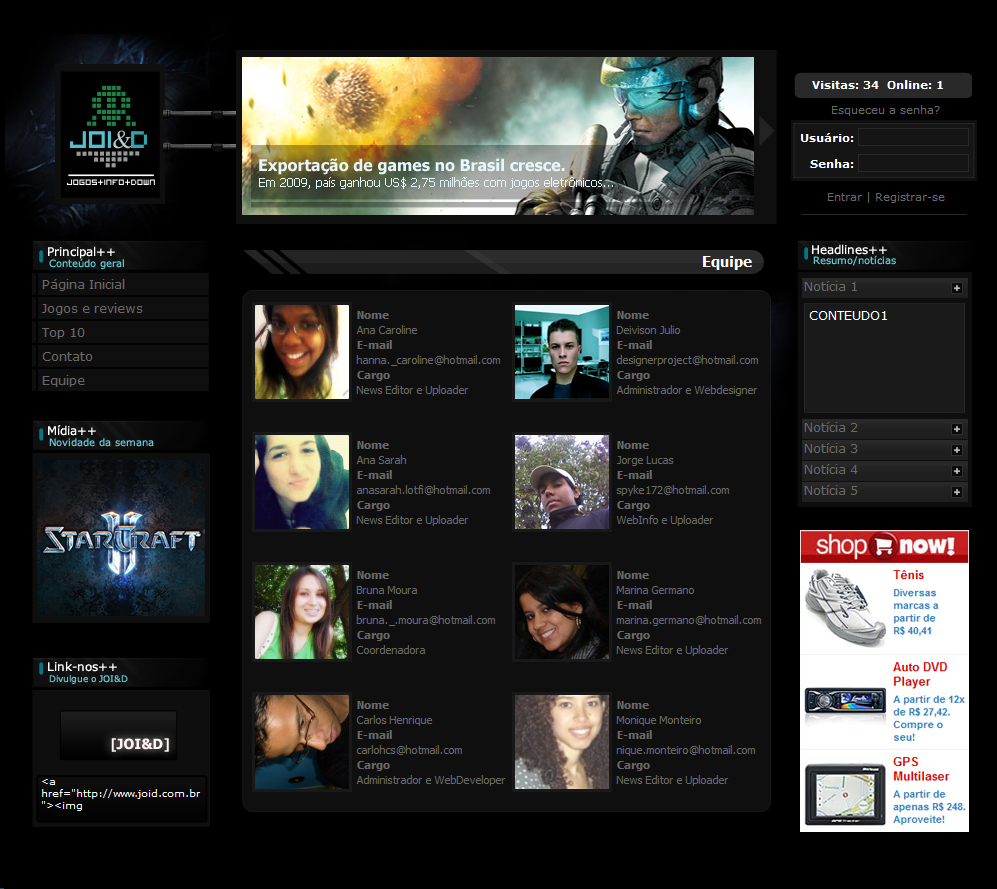 JOI&D
JOGOS+INFO+DOWN
Exportação de games no Brasil cresce.
Em 2009, país ganhou US$ 2,75 milhões com jogos eletrônicos...
Visitas: 34 Online: 1
Esqueceu a senha?
Usuário:
Senha:
Entrar | Registrar-se
Principal++
Conteúdo geral
Página Inicial
Jogos e reviews
Top 10
Contato
Equipe
Mídia++
Novidade da semana
STARCRAFT
II
Link-nos++
Divulgue o JOI&D
[JOI&D]
<a
href="http://www.joid.com.br
"><img
Equipe
Nome
Ana Caroline
E-mail
hanna._caroline@hotmail.com
Cargo
News Editor e Uploader
Nome
Deivison Julio
E-mail
designerproject@hotmail.com
Cargo
Administrador e Webdesigner
Nome
Ana Sarah
E-mail
anasarah.lotfi@hotmail.com
Cargo
News Editor e Uploader
Nome
Jorge Lucas
E-mail
spyke172@hotmail.com
Cargo
WebInfo e Uploader
Nome
Bruna Moura
E-mail
bruna._.moura@hotmail.com
Cargo
Coordenadora
Nome
Marina Germano
E-mail
marina.germano@hotmail.com
Cargo
News Editor e Uploader
Nome
Carlos Henrique
E-mail
carlohcs@hotmail.com
Cargo
Administrador e WebDeveloper
Nome
Monique Monteiro
E-mail
nique.monteiro@hotmail.com
Cargo
News Editor e Uploader
Headlines++
Resumo/notícias
Notícia 1
CONTEUDO1
Notícia 2
Notícia 3
Notícia 4
Notícia 5
shop now!
Tênis
Diversas
marcas a
partir de
R$ 40,41
Auto DVD
Player
A partir de 12x
de R$ 27,42.
Compre o
seu!
GPS
Multilaser
A partir de
apenas R$ 248.
Aproveite!